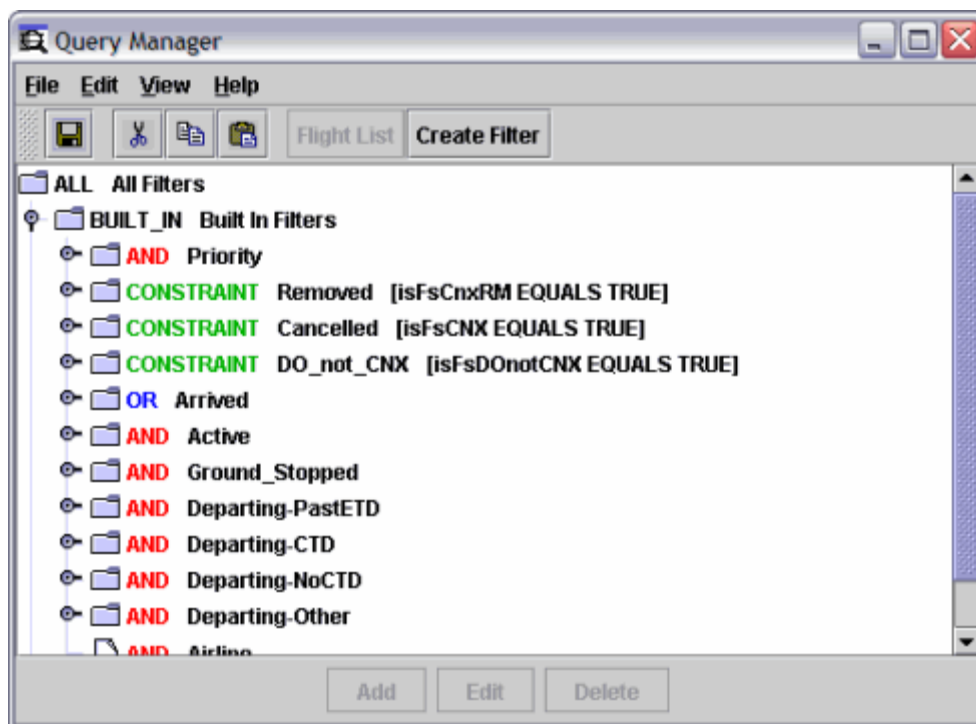 Query Manager
File Edit View Help
Flight List Create Filter
ALL All Filters
BUILT_IN Built In Filters
AND Priority
CONSTRAINT Removed [isFsCnxRM EQUALS TRUE]
CONSTRAINT Cancelled [isFsCNX EQUALS TRUE]
CONSTRAINT DO_not_CNX [isFsDOnotCNX EQUALS TRUE]
OR Arrived
AND Active
AND Ground_Stopped
AND Departing-PastETD
AND Departing-CTD
AND Departing-NoCTD
AND Departing-Other
AND Airline
Add Edit Delete